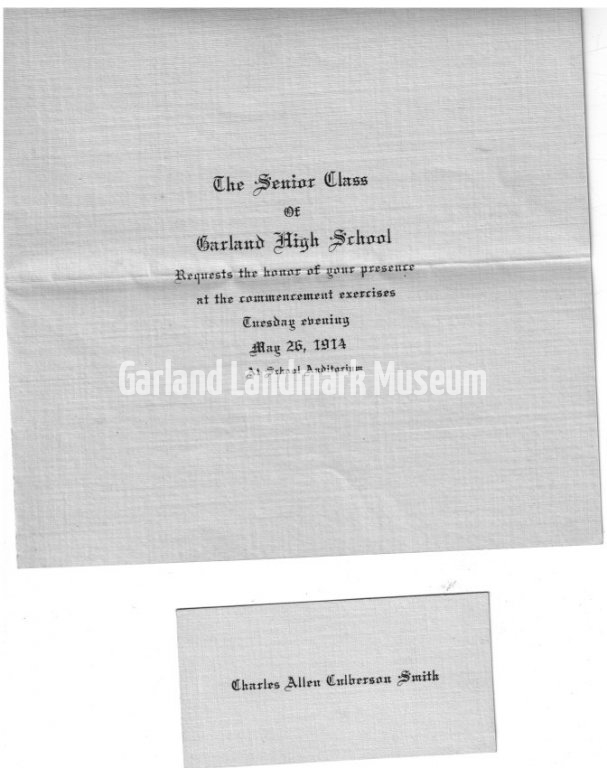 The Senior Class
Of
Garland High School
Requests the honor of your presence
at the commencement exercises
Tuesday evening
May 26, 1914
At School Auditorium
Garland Landmark Museum
Charles Allen Culberson Smith